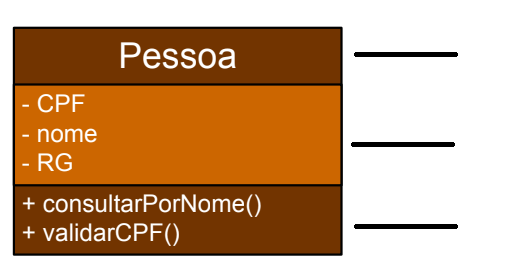 Pessoa
- CPF
- nome
- RG
+ consultarPorNome()
+ validarCPF()